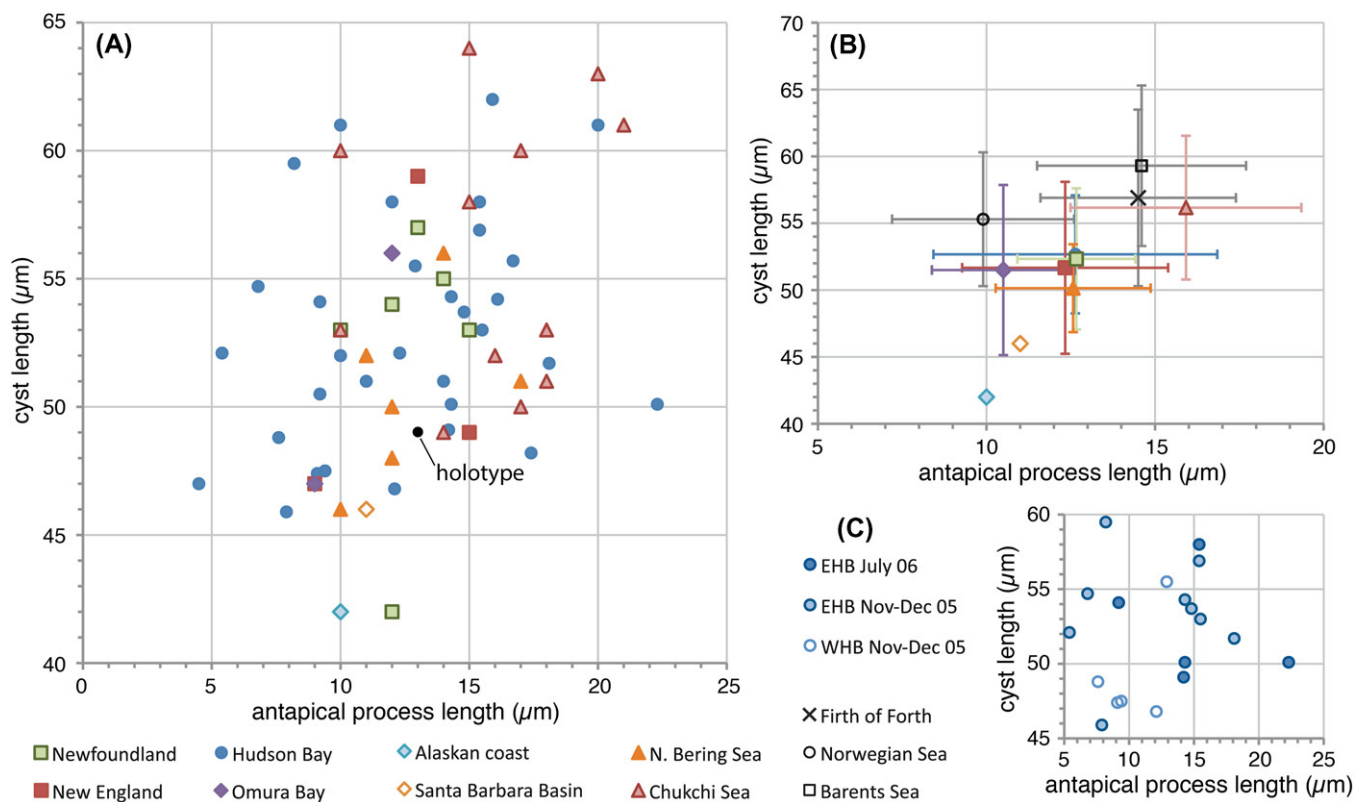 (A)
cyst length (µm)
65
60
55
50
45
40
holotype
0 5 10 15 20 25
antapical process length (µm)
(B)
cyst length (µm)
70
65
60
55
50
45
40
5 10 15 20
antapical process length (µm)
(C)
EHB July 06
EHB Nov-Dec 05
WHB Nov-Dec 05
cyst length (µm)
60
55
50
45
5 10 15 20 25
antapical process length (µm)
Newfoundland Hudson Bay Alaskan coast N. Bering Sea
New England Omura Bay Santa Barbara Basin Chukchi Sea
Firth of Forth
Norwegian Sea
Barents Sea